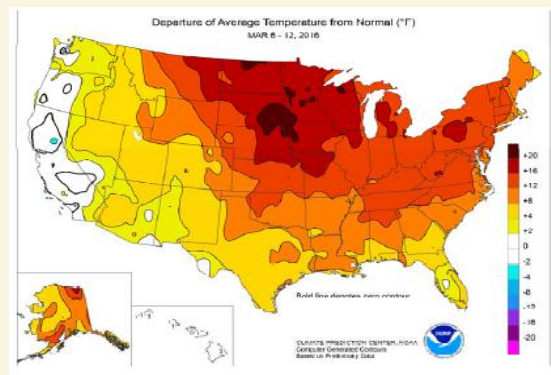 Departure of Average Temperature from Normal (°F)
MAR 6 - 12, 2016
+20
+16
+12
+8
+4
+2
0
-2
-4
-8
-12
-16
-20
Bold line denotes zero contour
CLIMATE PREDICTION CENTER, NOAA
Computer Generated Contours
Based on Preliminary Data